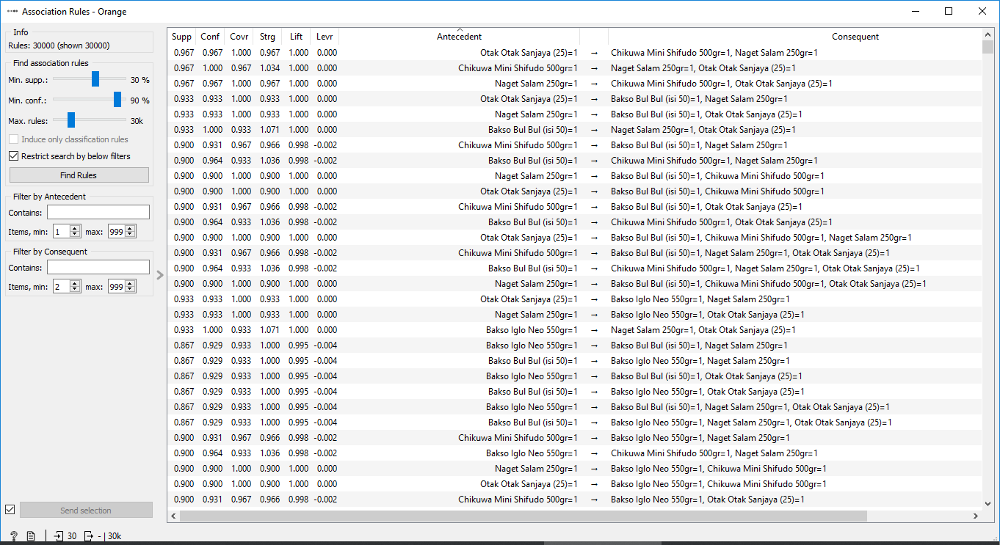 Association Rules - Orange
Info
Rules: 30000 (shown 30000)
Find association rules
Min. supp.: 30 %
Min. conf.: 90 %
Max. rules: 30k
Induce only classification rules
Restrict search by below filters
Find Rules
Filter by Antecedent
Contains:
Items, min: 1 max: 999
Filter by Consequent
Contains:
Items, min: 2 max: 999
Send selection
? 30 - | 30k
Supp Conf Covr Strg Lift Levr Antecedent Consequent
0.967 0.967 1.000 0.967 1.000 0.000 Otak Otak Sanjaya (25)=1 → Chikuwa Mini Shifudo 500gr=1, Naget Salam 250gr=1
0.967 1.000 0.967 1.034 1.000 0.000 Chikuwa Mini Shifudo 500gr=1 → Naget Salam 250gr=1, Otak Otak Sanjaya (25)=1
0.967 0.967 1.000 0.967 1.000 0.000 Naget Salam 250gr=1 → Chikuwa Mini Shifudo 500gr=1, Otak Otak Sanjaya (25)=1
0.933 0.933 1.000 0.933 1.000 0.000 Otak Otak Sanjaya (25)=1 → Bakso Bul Bul (isi 50)=1, Naget Salam 250gr=1
0.933 0.933 1.000 0.933 1.000 0.000 Naget Salam 250gr=1 → Bakso Bul Bul (isi 50)=1, Otak Otak Sanjaya (25)=1
0.933 1.000 0.933 1.071 1.000 0.000 Bakso Bul Bul (isi 50)=1 → Naget Salam 250gr=1, Otak Otak Sanjaya (25)=1
0.900 0.931 0.967 0.966 0.998 -0.002 Chikuwa Mini Shifudo 500gr=1 → Bakso Bul Bul (isi 50)=1, Naget Salam 250gr=1
0.900 0.964 0.933 1.036 0.998 -0.002 Bakso Bul Bul (isi 50)=1 → Chikuwa Mini Shifudo 500gr=1, Naget Salam 250gr=1
0.900 0.900 1.000 0.900 1.000 0.000 Naget Salam 250gr=1 → Bakso Bul Bul (isi 50)=1, Chikuwa Mini Shifudo 500gr=1
0.900 0.900 1.000 0.900 1.000 0.000 Otak Otak Sanjaya (25)=1 → Bakso Bul Bul (isi 50)=1, Chikuwa Mini Shifudo 500gr=1
0.900 0.931 0.967 0.966 0.998 -0.002 Chikuwa Mini Shifudo 500gr=1 → Bakso Bul Bul (isi 50)=1, Otak Otak Sanjaya (25)=1
0.900 0.964 0.933 1.036 0.998 -0.002 Bakso Bul Bul (isi 50)=1 → Chikuwa Mini Shifudo 500gr=1, Otak Otak Sanjaya (25)=1
0.900 0.900 1.000 0.900 1.000 0.000 Otak Otak Sanjaya (25)=1 → Bakso Bul Bul (isi 50)=1, Chikuwa Mini Shifudo 500gr=1, Naget Salam 250gr=1
0.900 0.931 0.967 0.966 0.998 -0.002 Chikuwa Mini Shifudo 500gr=1 → Bakso Bul Bul (isi 50)=1, Naget Salam 250gr=1, Otak Otak Sanjaya (25)=1
0.900 0.964 0.933 1.036 0.998 -0.002 Bakso Bul Bul (isi 50)=1 → Chikuwa Mini Shifudo 500gr=1, Naget Salam 250gr=1, Otak Otak Sanjaya (25)=1
0.900 0.900 1.000 0.900 1.000 0.000 Naget Salam 250gr=1 → Bakso Bul Bul (isi 50)=1, Chikuwa Mini Shifudo 500gr=1, Otak Otak Sanjaya (25)=1
0.933 0.933 1.000 0.933 1.000 0.000 Otak Otak Sanjaya (25)=1 → Bakso Iglo Neo 550gr=1, Naget Salam 250gr=1
0.933 0.933 1.000 0.933 1.000 0.000 Naget Salam 250gr=1 → Bakso Iglo Neo 550gr=1, Otak Otak Sanjaya (25)=1
0.933 1.000 0.933 1.071 1.000 0.000 Bakso Iglo Neo 550gr=1 → Naget Salam 250gr=1, Otak Otak Sanjaya (25)=1
0.867 0.929 0.933 1.000 0.995 -0.004 Bakso Iglo Neo 550gr=1 → Bakso Bul Bul (isi 50)=1, Naget Salam 250gr=1
0.867 0.929 0.933 1.000 0.995 -0.004 Bakso Bul Bul (isi 50)=1 → Bakso Iglo Neo 550gr=1, Naget Salam 250gr=1
0.867 0.929 0.933 1.000 0.995 -0.004 Bakso Iglo Neo 550gr=1 → Bakso Bul Bul (isi 50)=1, Otak Otak Sanjaya (25)=1
0.867 0.929 0.933 1.000 0.995 -0.004 Bakso Bul Bul (isi 50)=1 → Bakso Iglo Neo 550gr=1, Otak Otak Sanjaya (25)=1
0.867 0.929 0.933 1.000 0.995 -0.004 Bakso Iglo Neo 550gr=1 → Bakso Bul Bul (isi 50)=1, Naget Salam 250gr=1, Otak Otak Sanjaya (25)=1
0.867 0.929 0.933 1.000 0.995 -0.004 Bakso Bul Bul (isi 50)=1 → Bakso Iglo Neo 550gr=1, Naget Salam 250gr=1, Otak Otak Sanjaya (25)=1
0.900 0.931 0.967 0.966 0.998 -0.002 Chikuwa Mini Shifudo 500gr=1 → Bakso Iglo Neo 550gr=1, Naget Salam 250gr=1
0.900 0.964 0.933 1.036 0.998 -0.002 Bakso Iglo Neo 550gr=1 → Chikuwa Mini Shifudo 500gr=1, Naget Salam 250gr=1
0.900 0.900 1.000 0.900 1.000 0.000 Naget Salam 250gr=1 → Bakso Iglo Neo 550gr=1, Chikuwa Mini Shifudo 500gr=1
0.900 0.900 1.000 0.900 1.000 0.000 Otak Otak Sanjaya (25)=1 → Bakso Iglo Neo 550gr=1, Chikuwa Mini Shifudo 500gr=1
0.900 0.931 0.967 0.966 0.998 -0.002 Chikuwa Mini Shifudo 500gr=1 → Bakso Iglo Neo 550gr=1, Otak Otak Sanjaya (25)=1